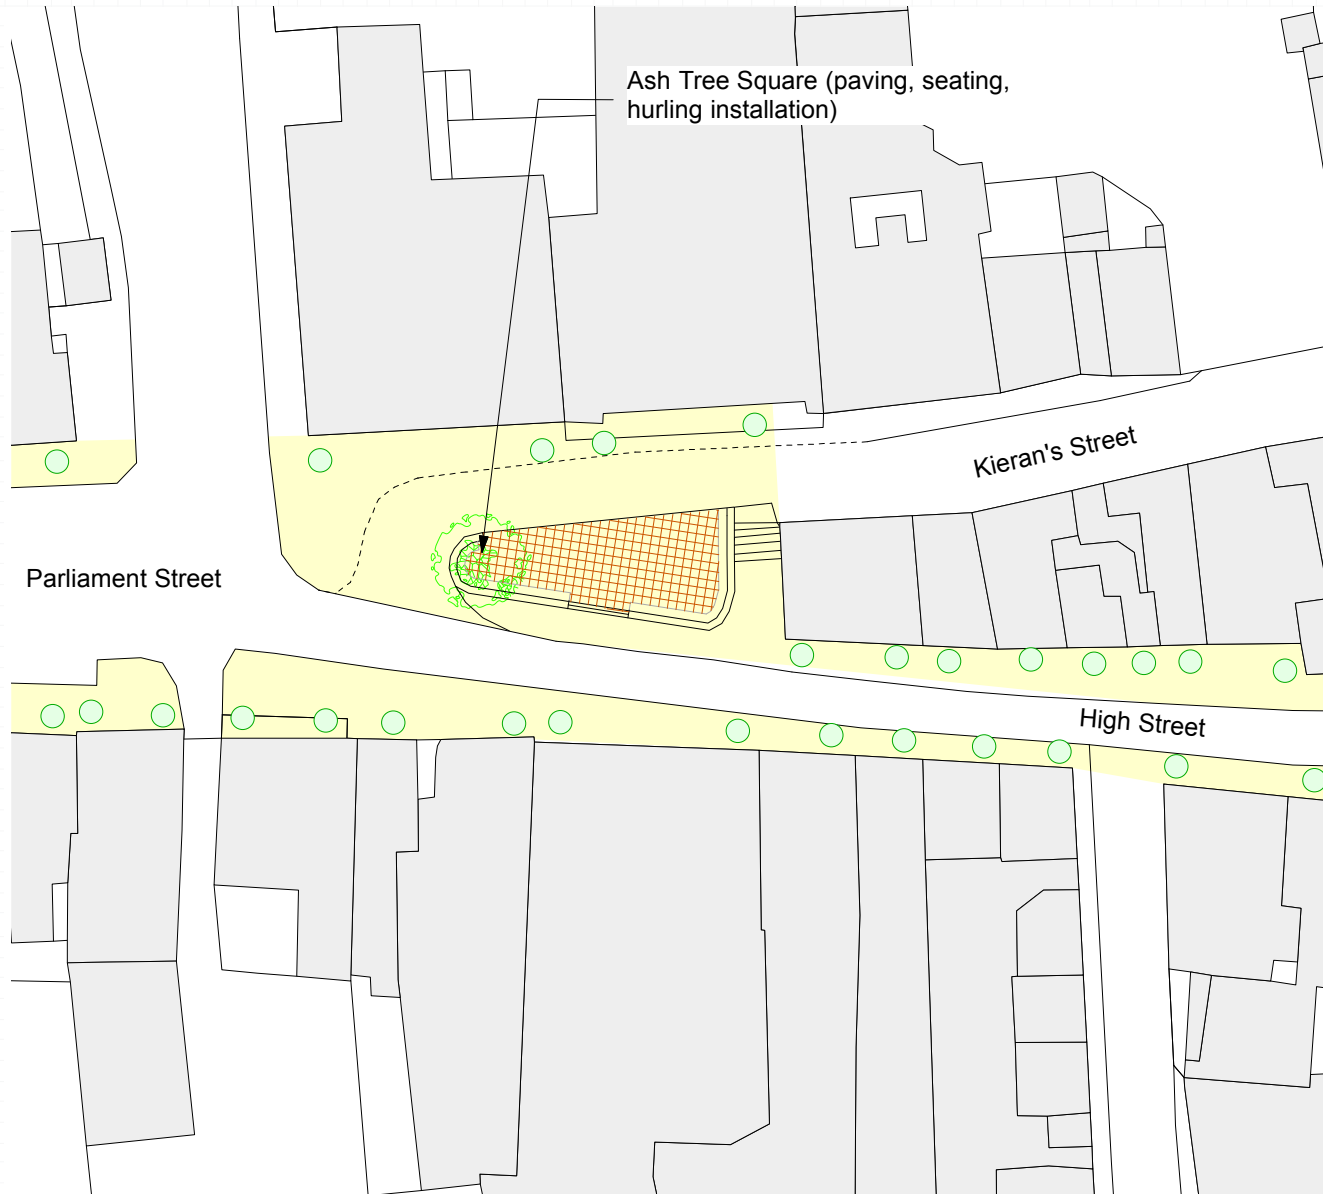 Ash Tree Square (paving, seating,
hurling installation)
Kieran's Street
Parliament Street
High Street